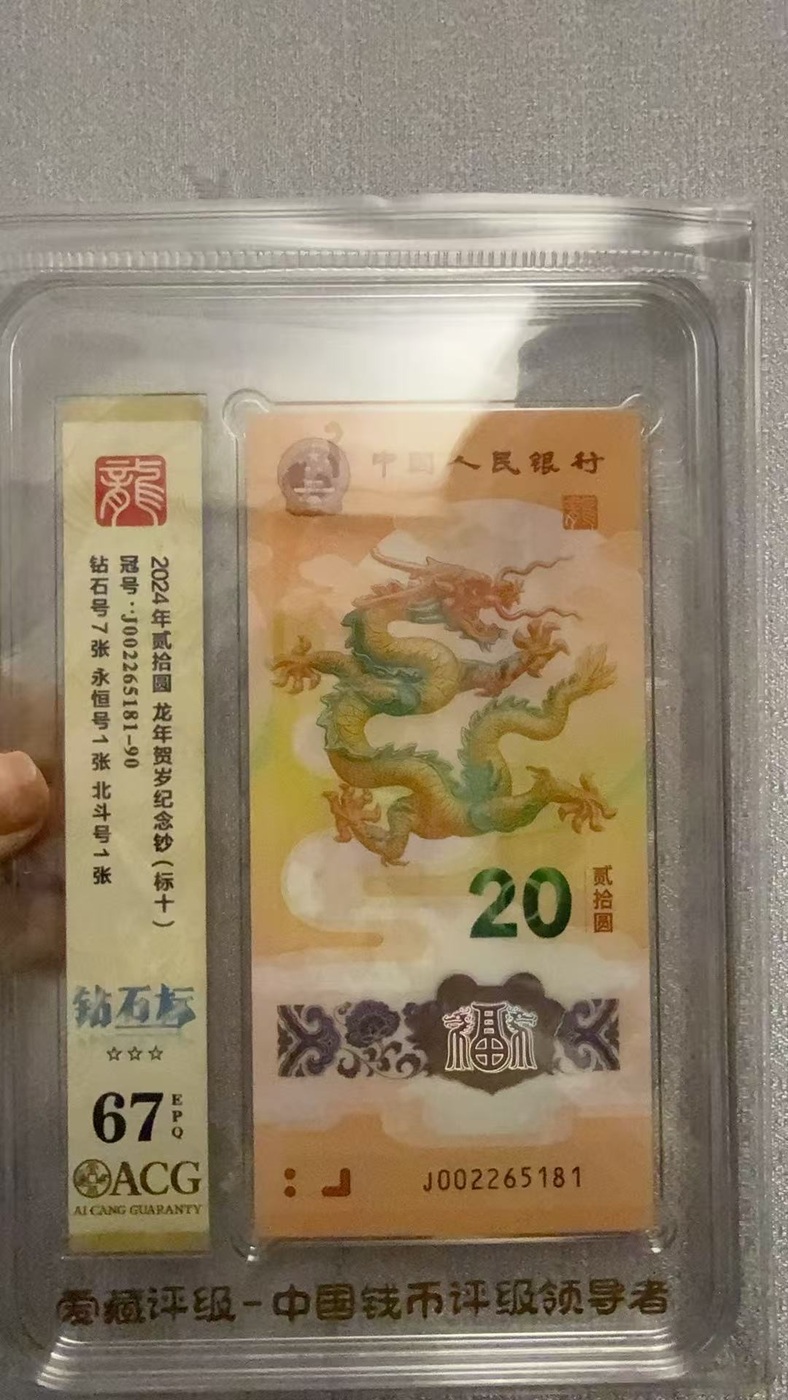 龍
2024年贰拾圆 龙年贺岁纪念钞(标十)
冠号:J002265181-90
钻石号7张 永恒号1张 北斗号1张
钻石标
☆☆☆
67
EPQ
ACG
AI CANG GUARANTY
中国人民银行
20
贰拾圆
福
J002265181
爱藏评级-中国钱币评级领导者